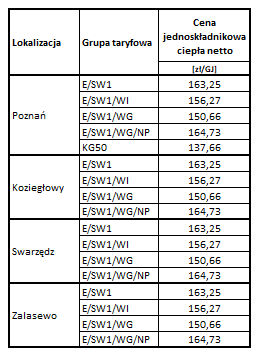 Lokalizacja Grupa taryfowa Cena jednoskładnikowa ciepła netto
[zł/GJ]
Poznań
E/SW1 163,25
E/SW1/WI 156,27
E/SW1/WG 150,66
E/SW1/WG/NP 164,73
KG50 137,66
Koziegłowy
E/SW1 163,25
E/SW1/WI 156,27
E/SW1/WG 150,66
E/SW1/WG/NP 164,73
Swarzędz
E/SW1 163,25
E/SW1/WI 156,27
E/SW1/WG 150,66
E/SW1/WG/NP 164,73
Zalasewo
E/SW1 163,25
E/SW1/WI 156,27
E/SW1/WG 150,66
E/SW1/WG/NP 164,73